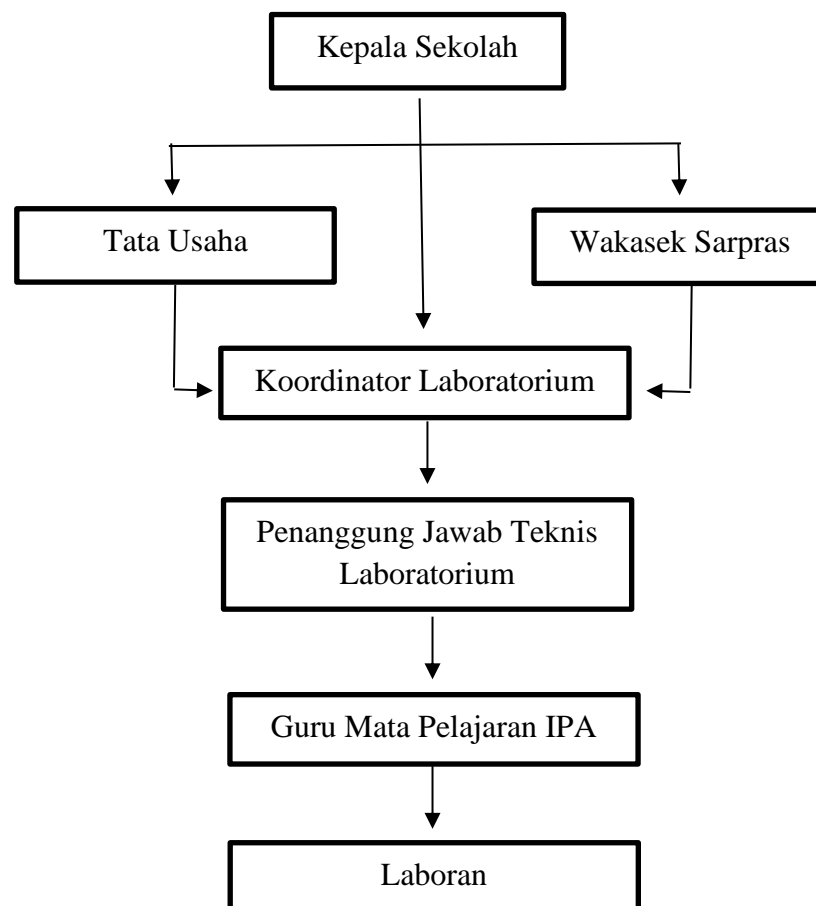 Kepala Sekolah
Tata Usaha
Wakasek Sarpras
Koordinator Laboratorium
Penanggung Jawab Teknis
Laboratorium
Guru Mata Pelajaran IPA
Laboran